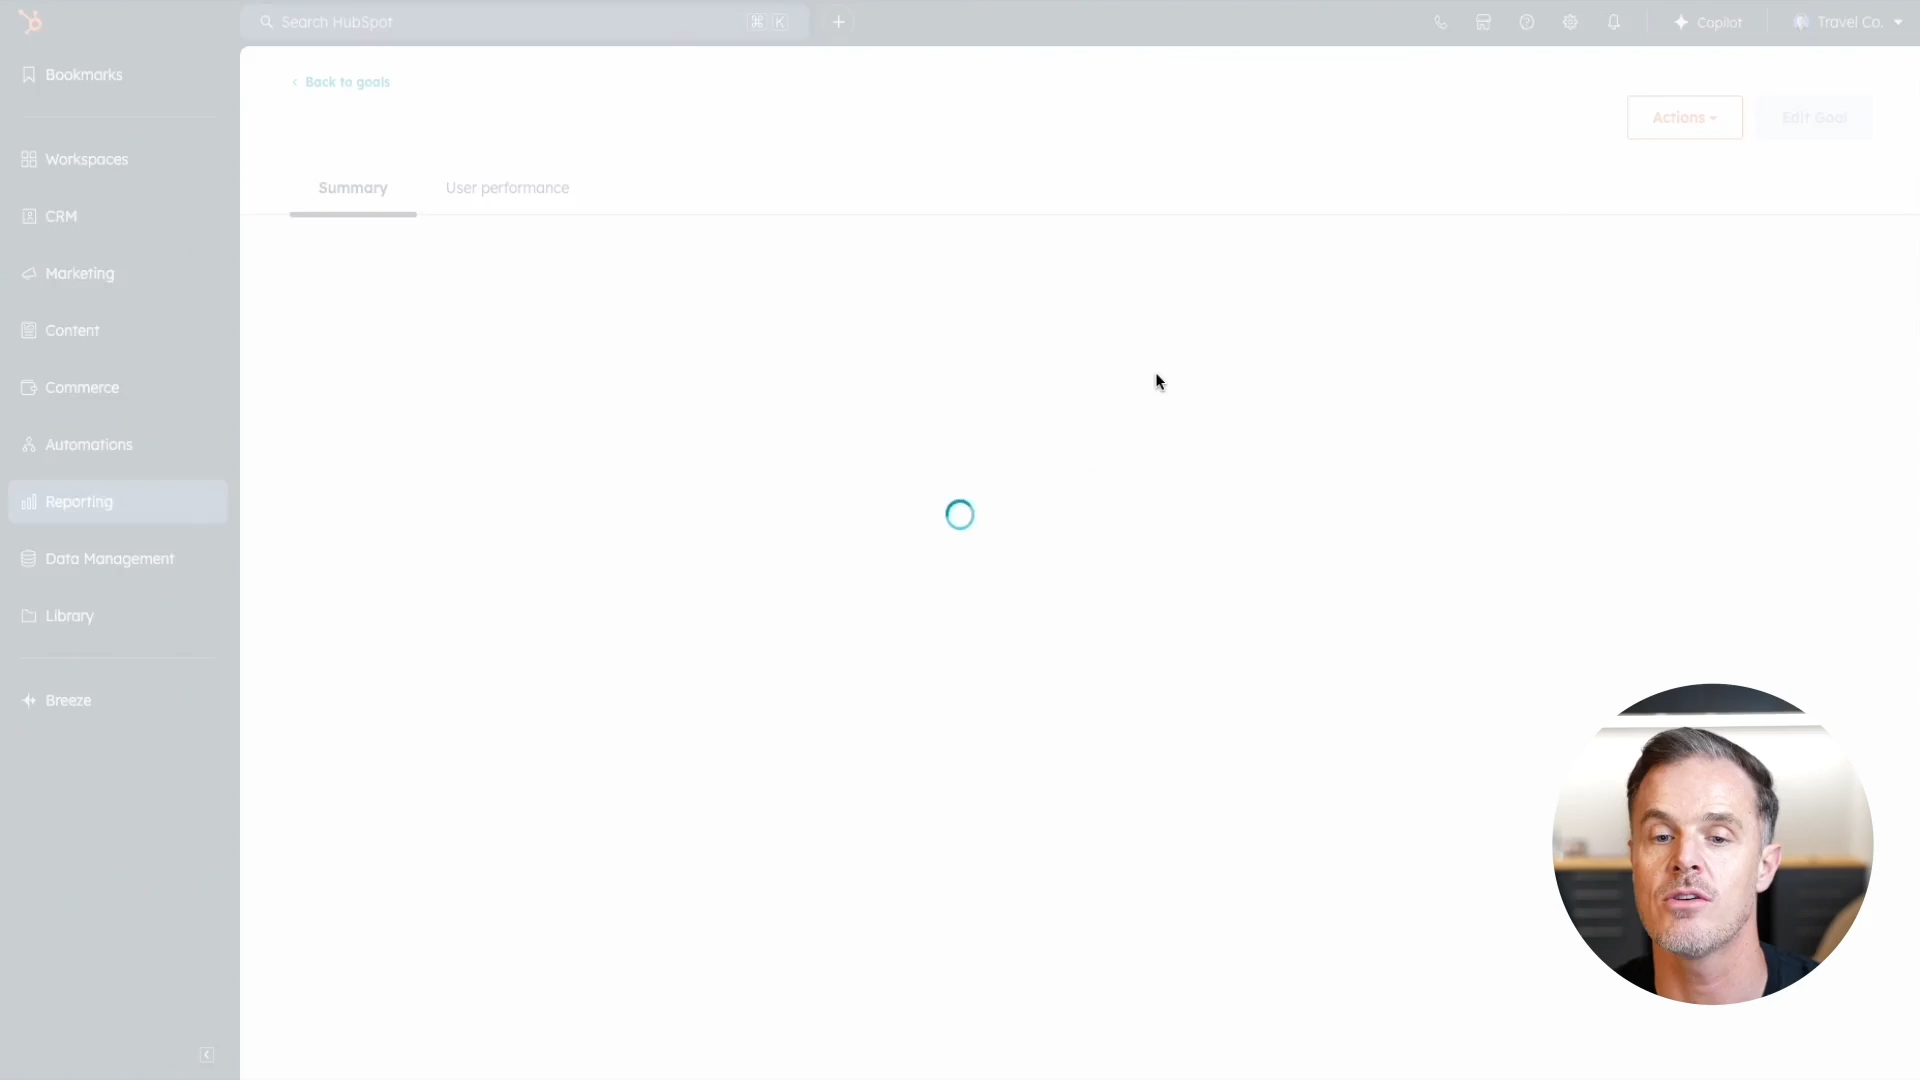 Search HubSpot
⌘ K
+
Copilot
Travel Co.
Bookmarks
Workspaces
CRM
Marketing
Content
Commerce
Automations
Reporting
Data Management
Library
Breeze
Back to goals
Actions
Edit Goal
Summary
User performance